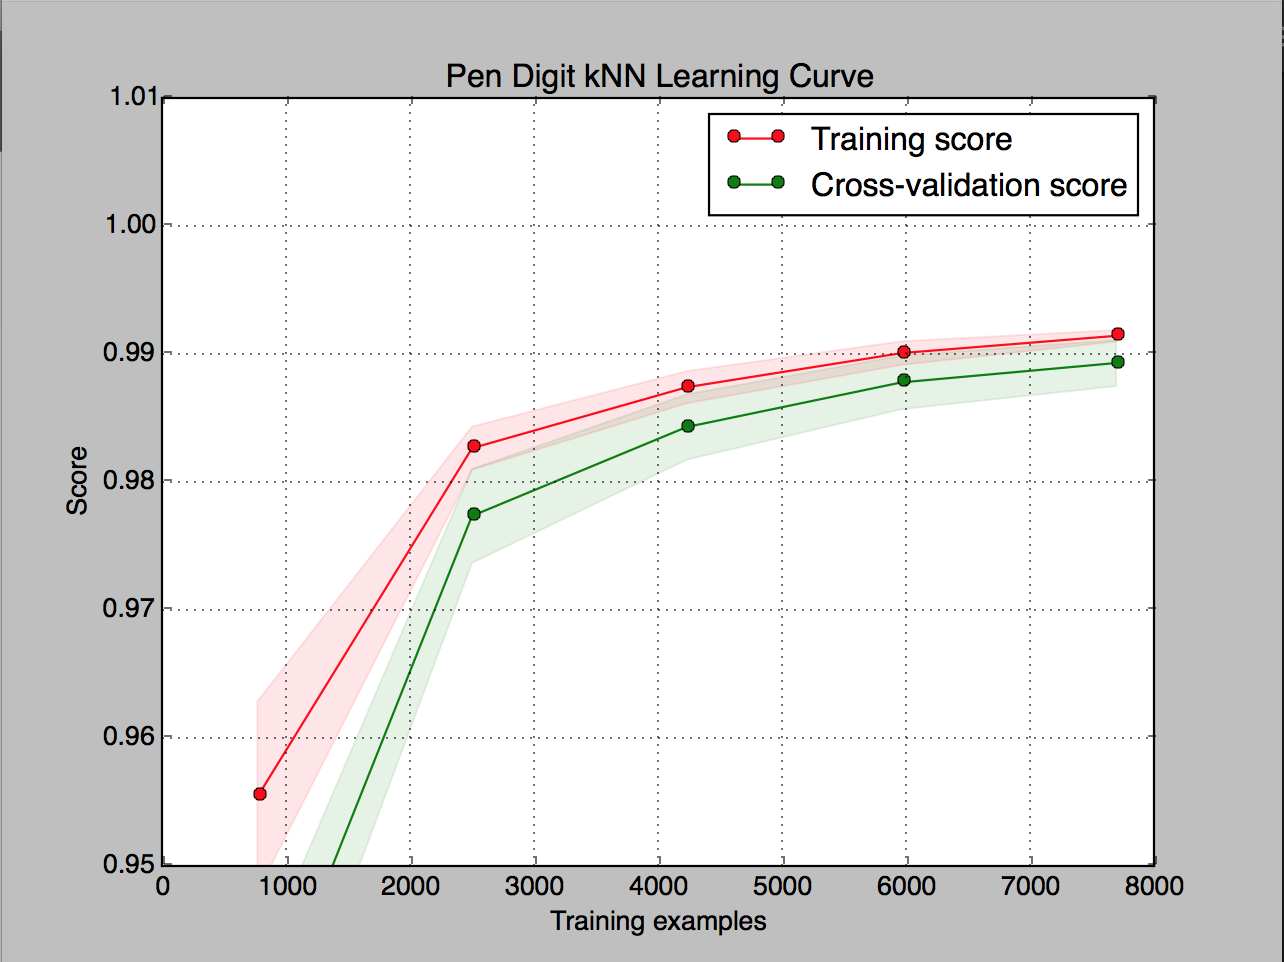 Pen Digit kNN Learning Curve
1.01
Training score
Cross-validation score
1.00
0.99
0.98
Score
0.97
0.96
0.95
0 1000 2000 3000 4000 5000 6000 7000 8000
Training examples